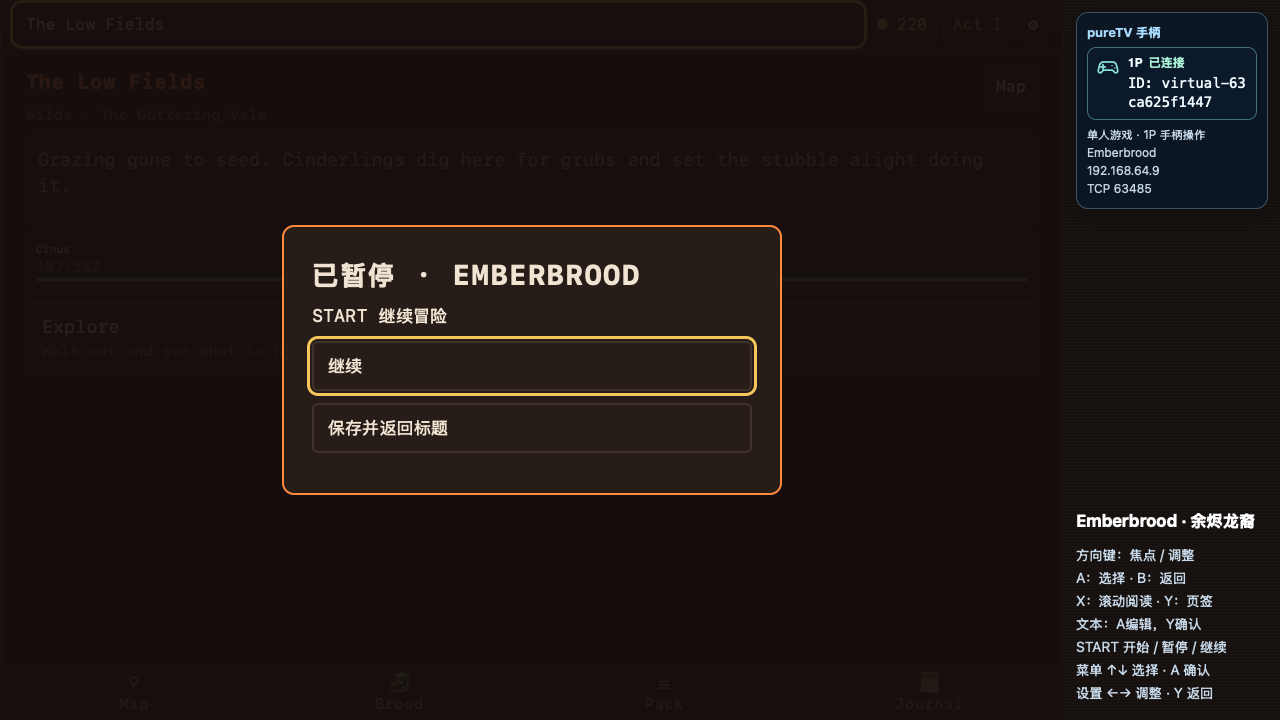 The Low Fields
220
Act I
The Low Fields
Map
Wilds · The Guttering Vale
Grazing gone to seed. Cinderlings dig here for grubs and set the stubble alight doing
it.
Cinus
157/157
Explore
Walk out and see what is h
已暂停 · EMBERBROOD
START 继续冒险
继续
保存并返回标题
Map
Brood
Pack
Journal
pureTV 手柄
1P 已连接
ID: virtual-63
ca625f1447
单人游戏 · 1P 手柄操作
Emberbrood
192.168.64.9
TCP 63485
Emberbrood · 余烬龙裔
方向键: 焦点 / 调整
A: 选择 · B: 返回
X: 滚动阅读 · Y: 页签
文本: A编辑, Y确认
START 开始 / 暂停 / 继续
菜单 ↑↓ 选择 · A 确认
设置 ←→ 调整 · Y 返回